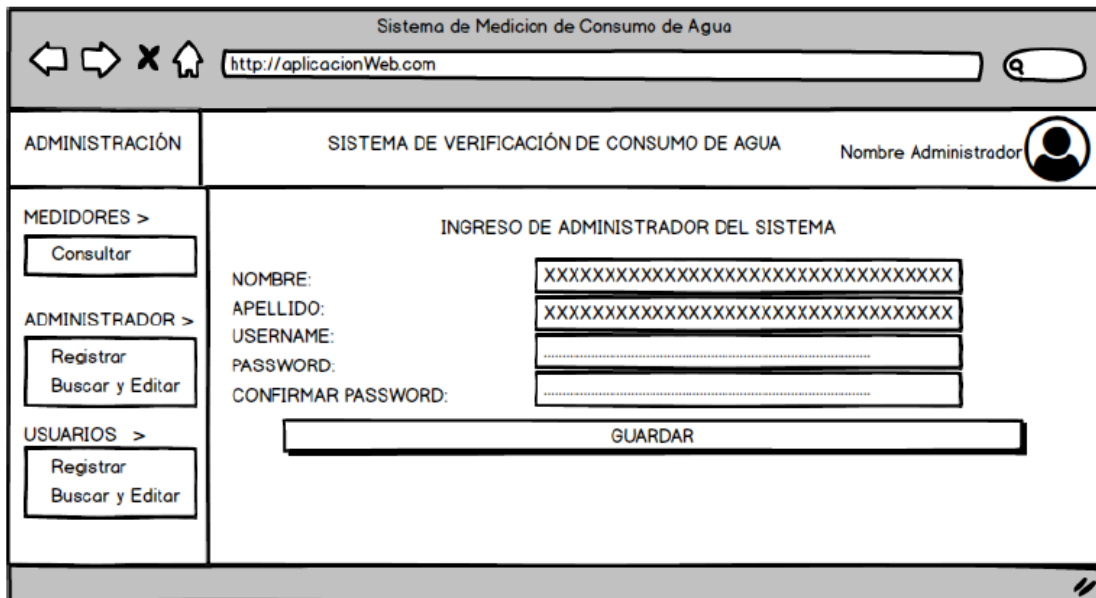 Sistema de Medicion de Consumo de Agua
http://aplicacionWeb.com
ADMINISTRACIÓN
SISTEMA DE VERIFICACIÓN DE CONSUMO DE AGUA
Nombre Administrador
MEDIDORES >
Consultar
ADMINISTRADOR >
Registrar
Buscar y Editar
USUARIOS >
Registrar
Buscar y Editar
INGRESO DE ADMINISTRADOR DEL SISTEMA
NOMBRE: XXXXXXXXXXXXXXXXXXXXXXXXXXXXXXXXXX
APELLIDO: XXXXXXXXXXXXXXXXXXXXXXXXXXXXXXXXXX
USERNAME:
PASSWORD:
CONFIRMAR PASSWORD:
GUARDAR